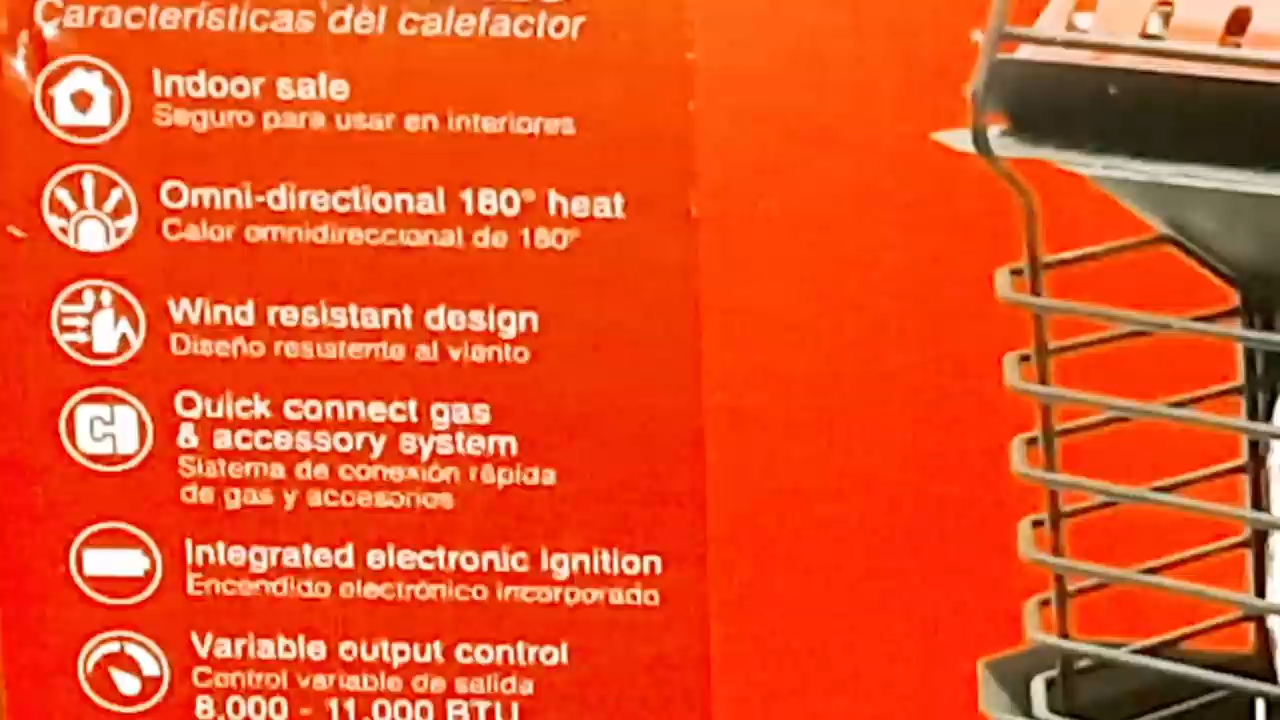 Características del calefactor
Indoor safe
Seguro para usar en interiores
Omni-directional 180° heat
Calor omnidireccional de 180°
Wind resistant design
Diseño resistente al viento
Quick connect gas
& accessory system
Sistema de conexión rápida
de gas y accesorios
Integrated electronic ignition
Encendido electrónico incorporado
Variable output control
Control variable de salida
8,000 - 11,000 BTU